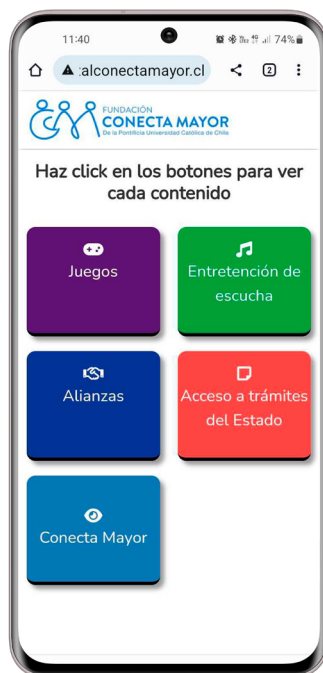 11:40
74%
alconectamayor.cl
2
FUNDACIÓN
CONECTA MAYOR
De la Pontificia Universidad Católica de Chile
Haz click en los botones para ver
cada contenido
Juegos
Entretención de
escucha
Alianzas
Acceso a trámites
del Estado
Conecta Mayor